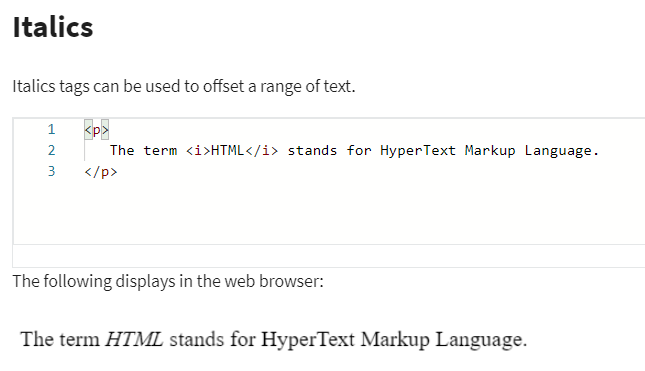 Italics
Italics tags can be used to offset a range of text.
1 <p>
2 The term <i>HTML</i> stands for HyperText Markup Language.
3 </p>
The following displays in the web browser:
The term HTML stands for HyperText Markup Language.